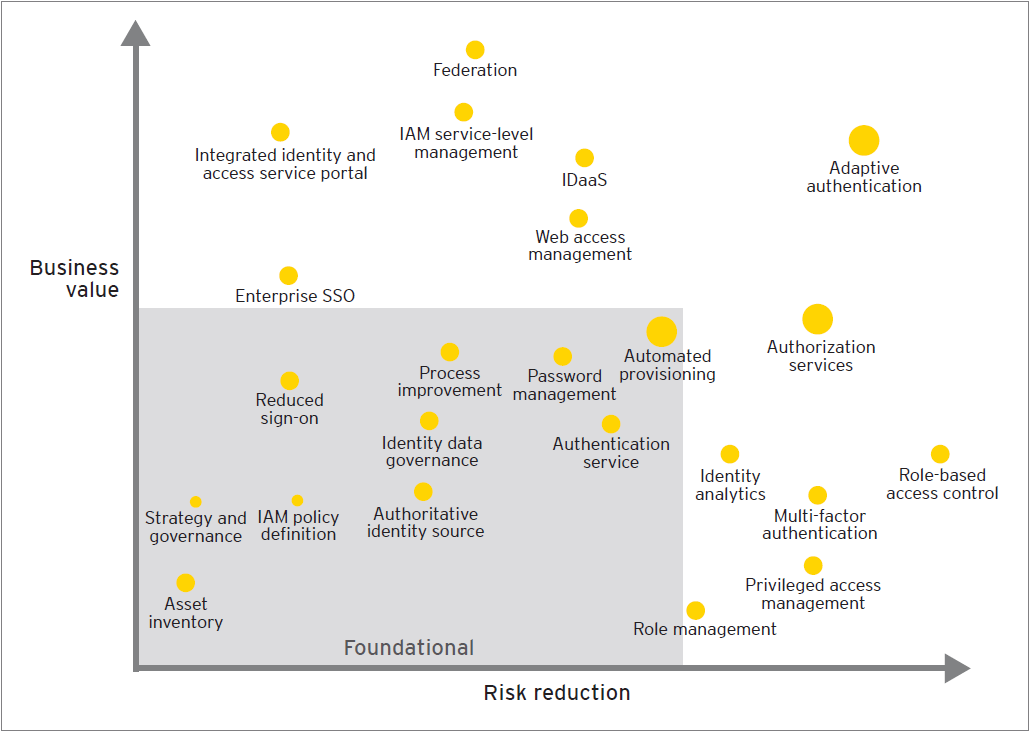 Federation
IAM service-level
management
Integrated identity and
access service portal
IDaaS
Adaptive
authentication
Web access
management
Business
value
Enterprise SSO
Authorization
services
Automated
provisioning
Process
improvement
Password
management
Reduced
sign-on
Identity data
governance
Authentication
service
Identity
analytics
Role-based
access control
Strategy and
governance
IAM policy
definition
Authoritative
identity source
Multi-factor
authentication
Privileged access
management
Asset
inventory
Role management
Foundational
Risk reduction